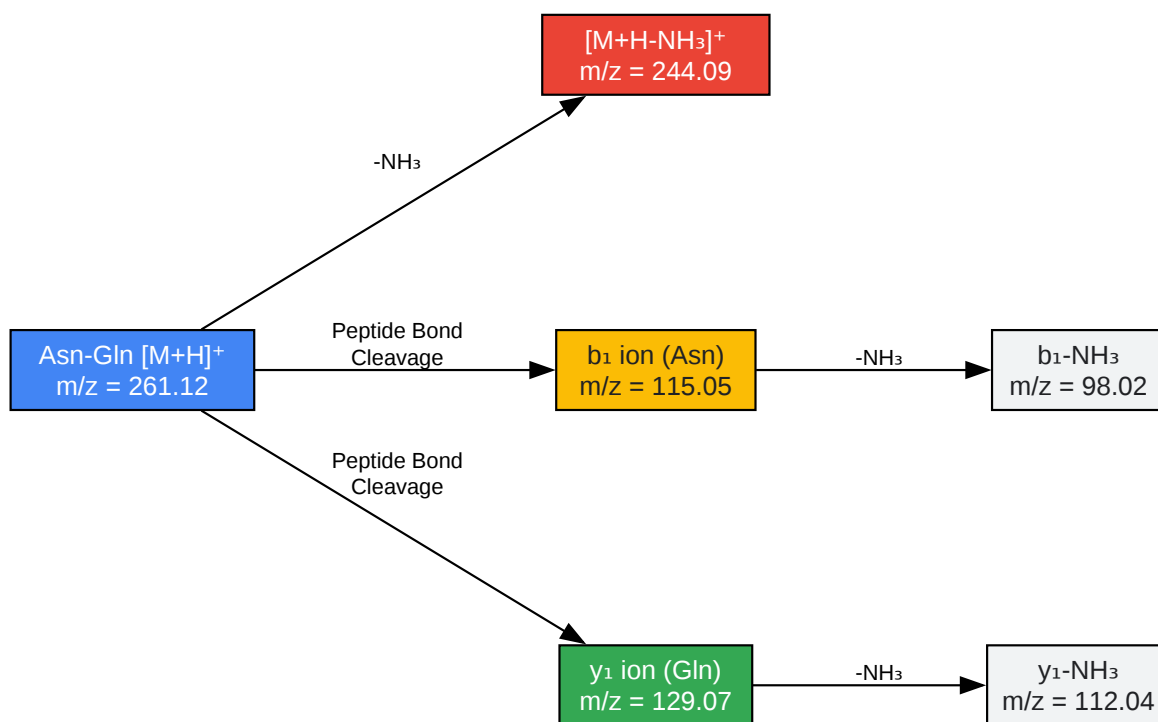 [M+H-NH₃]⁺
m/z = 244.09
-NH₃
Asn-Gln [M+H]⁺
m/z = 261.12
Peptide Bond
Cleavage
b₁ ion (Asn)
m/z = 115.05
-NH₃
b₁-NH₃
m/z = 98.02
Peptide Bond
Cleavage
y₁ ion (Gln)
m/z = 129.07
-NH₃
y₁-NH₃
m/z = 112.04